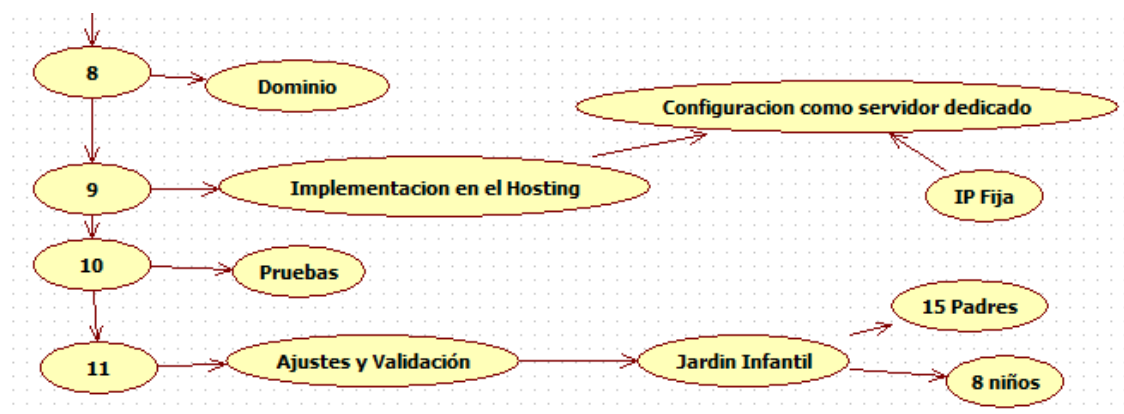 8
Dominio
Configuracion como servidor dedicado
9
Implementacion en el Hosting
IP Fija
10
Pruebas
15 Padres
11
Ajustes y Validación
Jardin Infantil
8 niños